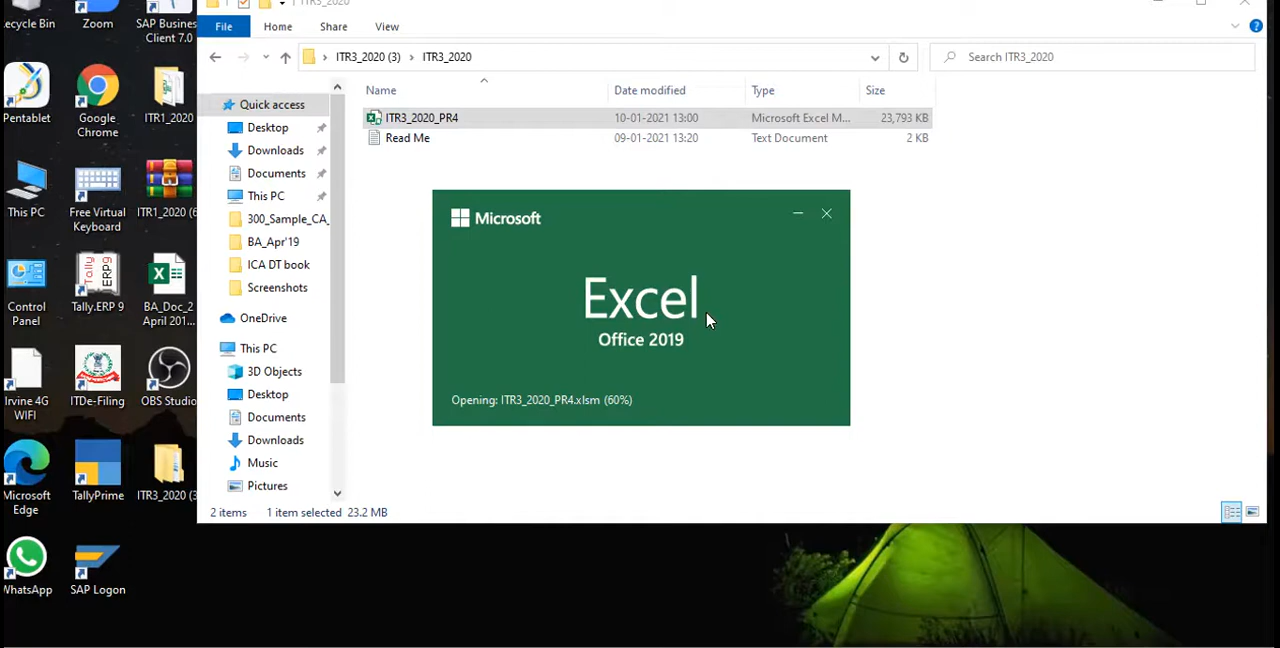 ITR3_2020
File Home Share View
ITR3_2020 (3) › ITR3_2020
Search ITR3_2020
Name Date modified Type Size
ITR3_2020_PR4 10-01-2021 13:00 Microsoft Excel M... 23,793 KB
Read Me 09-01-2021 13:20 Text Document 2 KB
Quick access
Desktop
Downloads
Documents
This PC
300_Sample_CA_
BA_Apr'19
ICA DT book
Screenshots
OneDrive
This PC
3D Objects
Desktop
Documents
Downloads
Music
Pictures
2 items 1 item selected 23.2 MB
Microsoft
Excel
Office 2019
Opening: ITR3_2020_PR4.xlsm (60%)
ecycle Bin
Zoom
SAP Business
Client 7.0
Pentablet
Google
Chrome
ITR1_2020
This PC
Free Virtual
Keyboard
ITR1_2020 (6
Control
Panel
Tally.ERP 9
BA_Doc_2
April 201...
Irvine 4G
WIFI
ITDe-Filing
OBS Studio
Microsoft
Edge
TallyPrime
ITR3_2020 (3
WhatsApp
SAP Logon